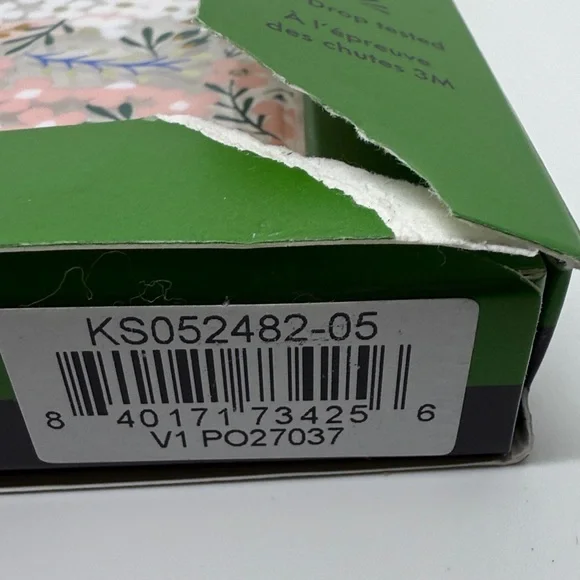 Drop tested
À l'épreuve
des chutes 3M
KS052482-05
8 40171 73425 6
V1 PO27037